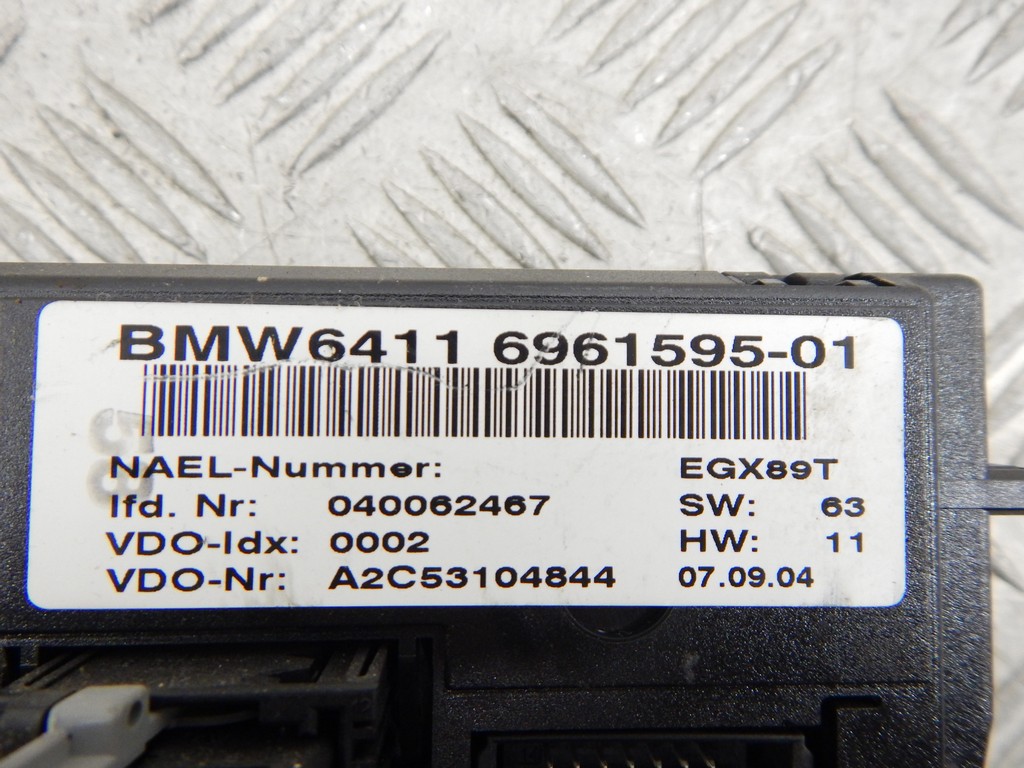 BMW6411 6961595-01
NAEL-Nummer: EGX89T
lfd. Nr: 040062467 SW: 63
VDO-Idx: 0002 HW: 11
VDO-Nr: A2C53104844 07.09.04